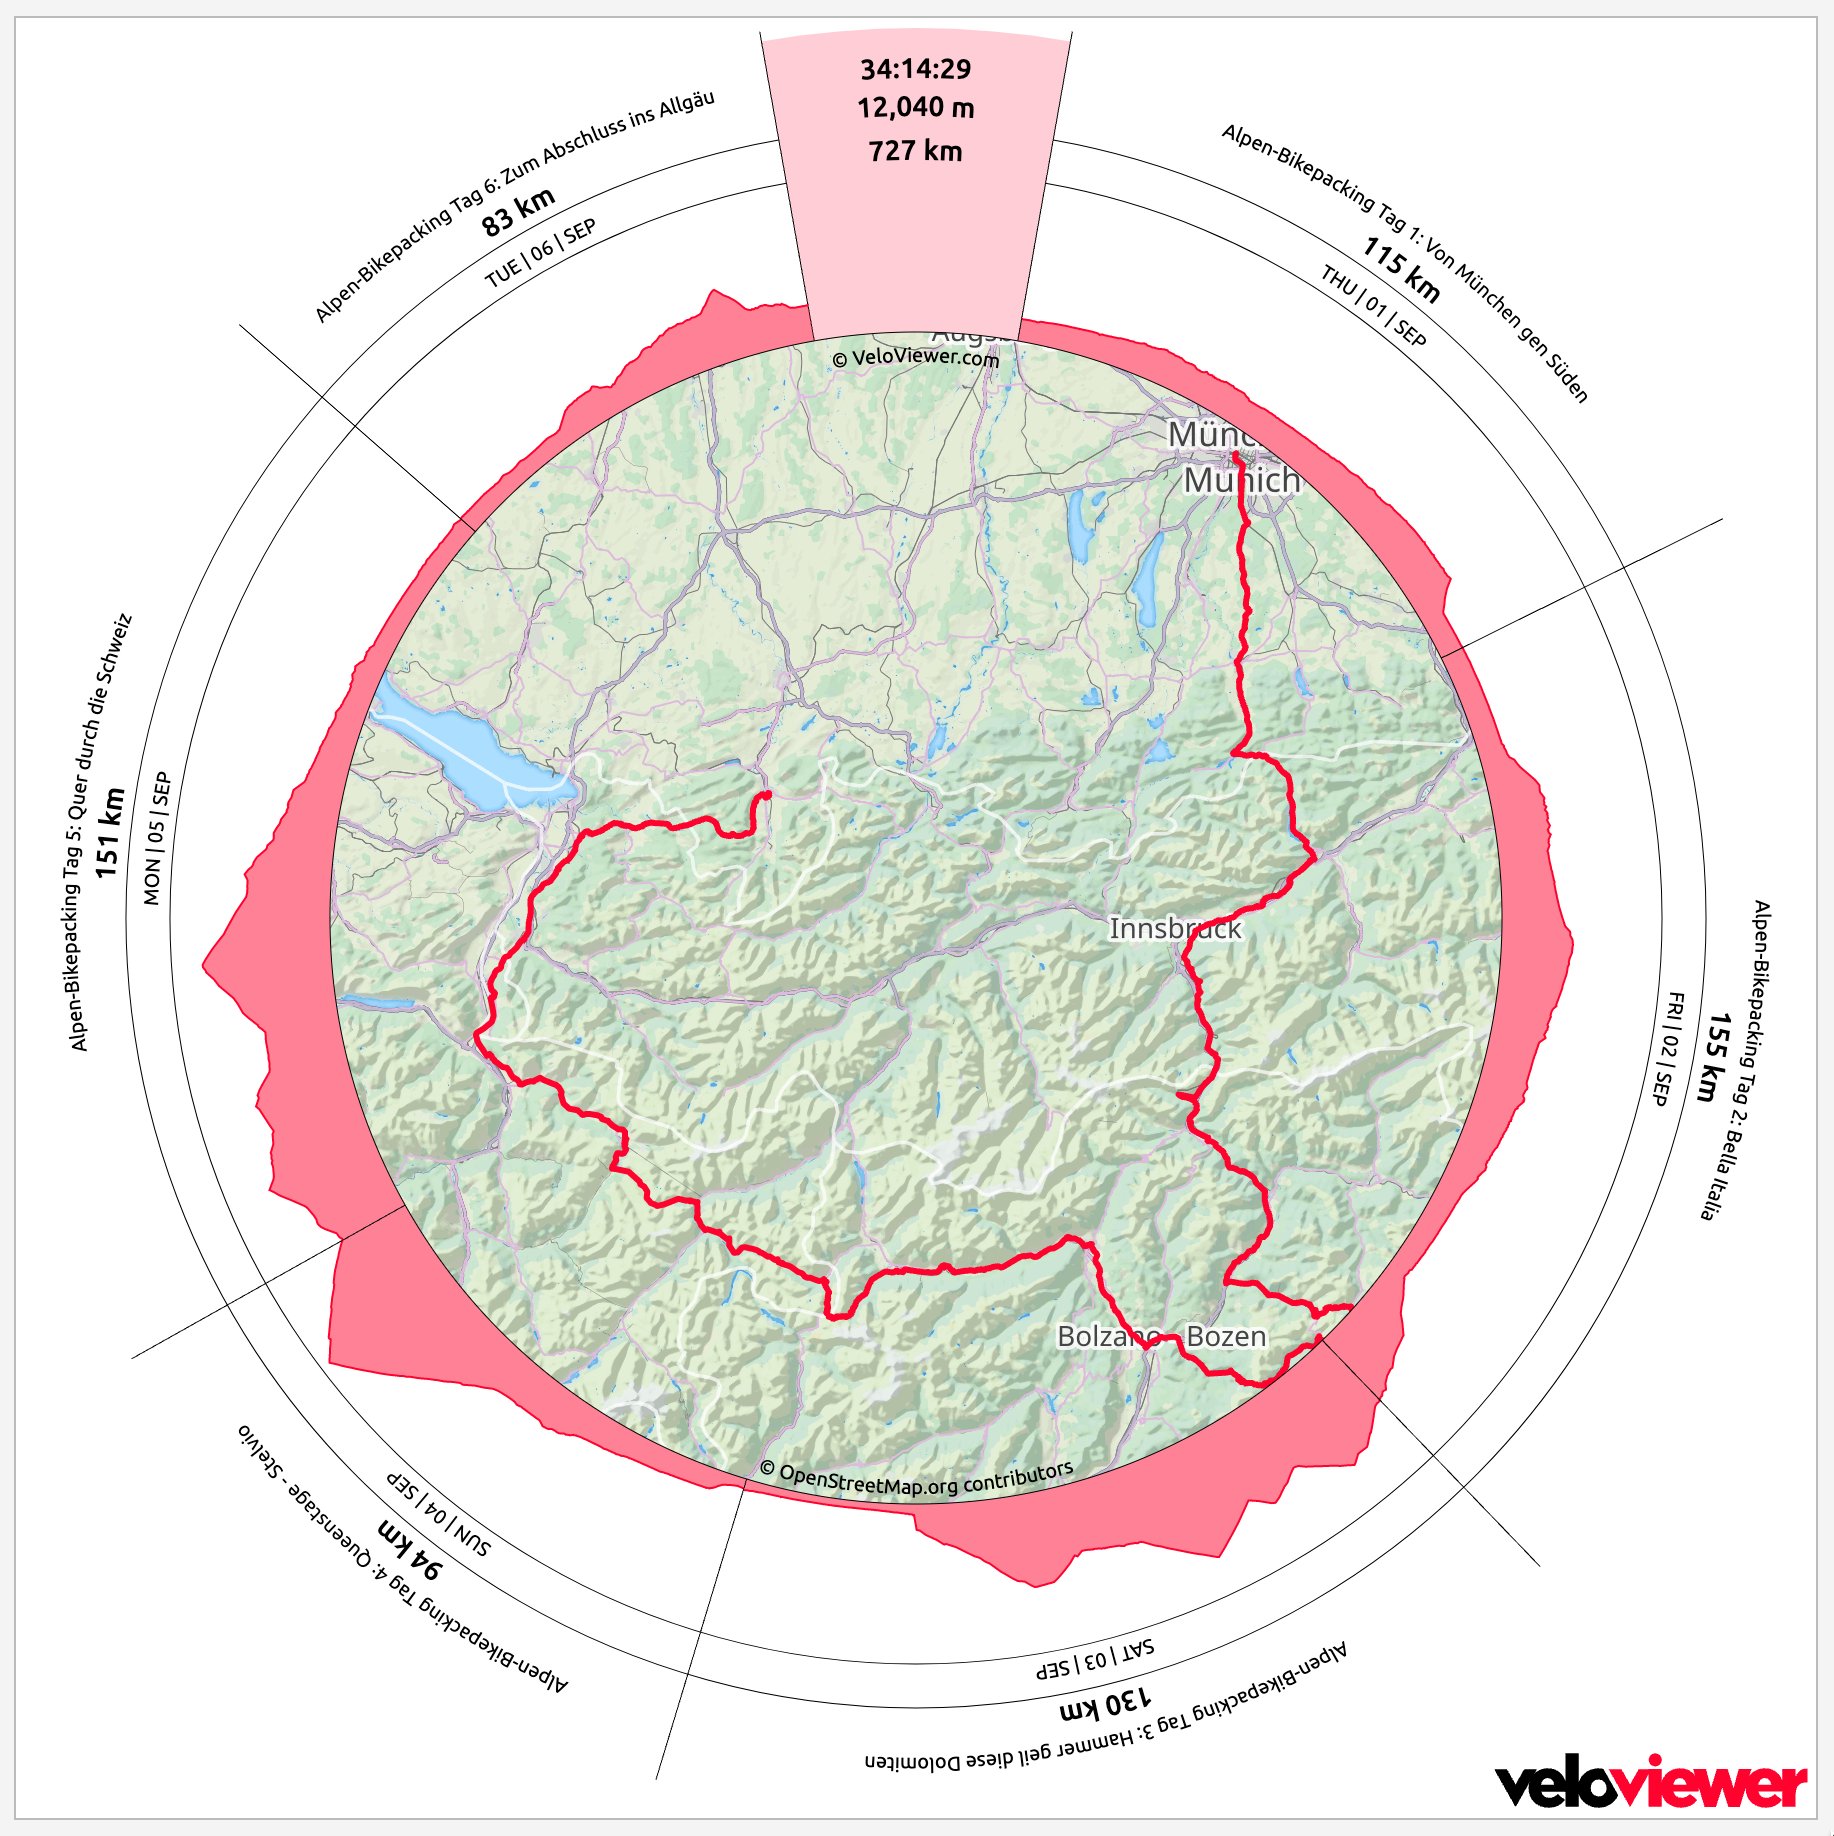 34:14:29
12,040 m
727 km
Alpen-Bikepacking Tag 1: Von München gen Süden
115 km
THU | 01 | SEP
Alpen-Bikepacking Tag 2: Bella Italia
155 km
FRI | 02 | SEP
Alpen-Bikepacking Tag 3: Hammer geil diese Dolomiten
130 km
SAT | 03 | SEP
Alpen-Bikepacking Tag 4: Queenstage - Stelvio
94 km
SUN | 04 | SEP
Alpen-Bikepacking Tag 5: Quer durch die Schweiz
151 km
MON | 05 | SEP
Alpen-Bikepacking Tag 6: Zum Abschluss ins Allgäu
83 km
TUE | 06 | SEP
Augsb
© VeloViewer.com
Münc
Munich
Innsbruck
Bolzano - Bozen
© OpenStreetMap.org contributors
veloviewer